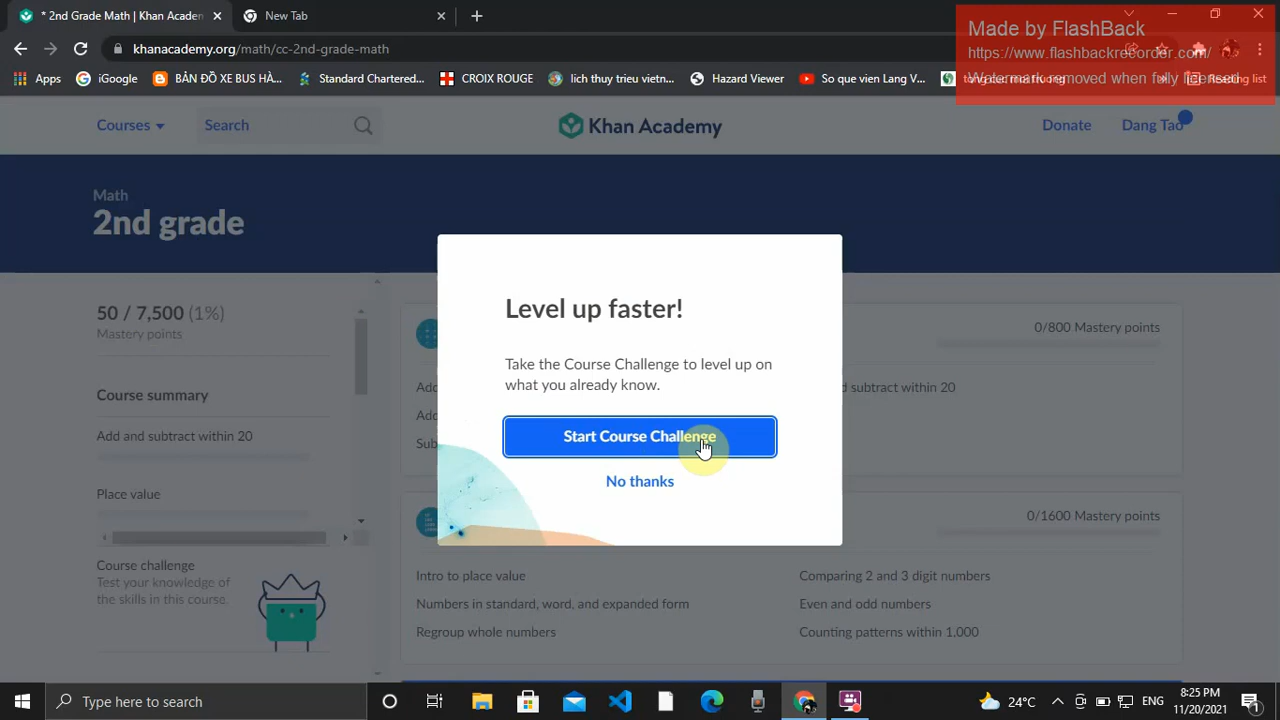 * 2nd Grade Math | Khan Academ
New Tab
Made by FlashBack
https://www.flashbackrecorder.com/
Watermark removed when fully licensed
khanacademy.org/math/cc-2nd-grade-math
Apps
iGoogle
BẢN ĐỒ XE BUS HÀ...
Standard Chartered...
CROIX ROUGE
lich thuy trieu vietn...
Hazard Viewer
So que vien Lang V...
Reading list
Courses
Search
Khan Academy
Donate
Dang Tao
Math
2nd grade
50 / 7,500 (1%)
Mastery points
Course summary
Add and subtract within 20
Place value
Course challenge
Test your knowledge of
the skills in this course.
0/800 Mastery points
d subtract within 20
Add
Add
Sub
Level up faster!
Take the Course Challenge to level up on
what you already know.
Start Course Challenge
No thanks
0/1600 Mastery points
Intro to place value
Comparing 2 and 3 digit numbers
Numbers in standard, word, and expanded form
Even and odd numbers
Regroup whole numbers
Counting patterns within 1,000
Type here to search
24°C
ENG
8:25 PM
11/20/2021
1